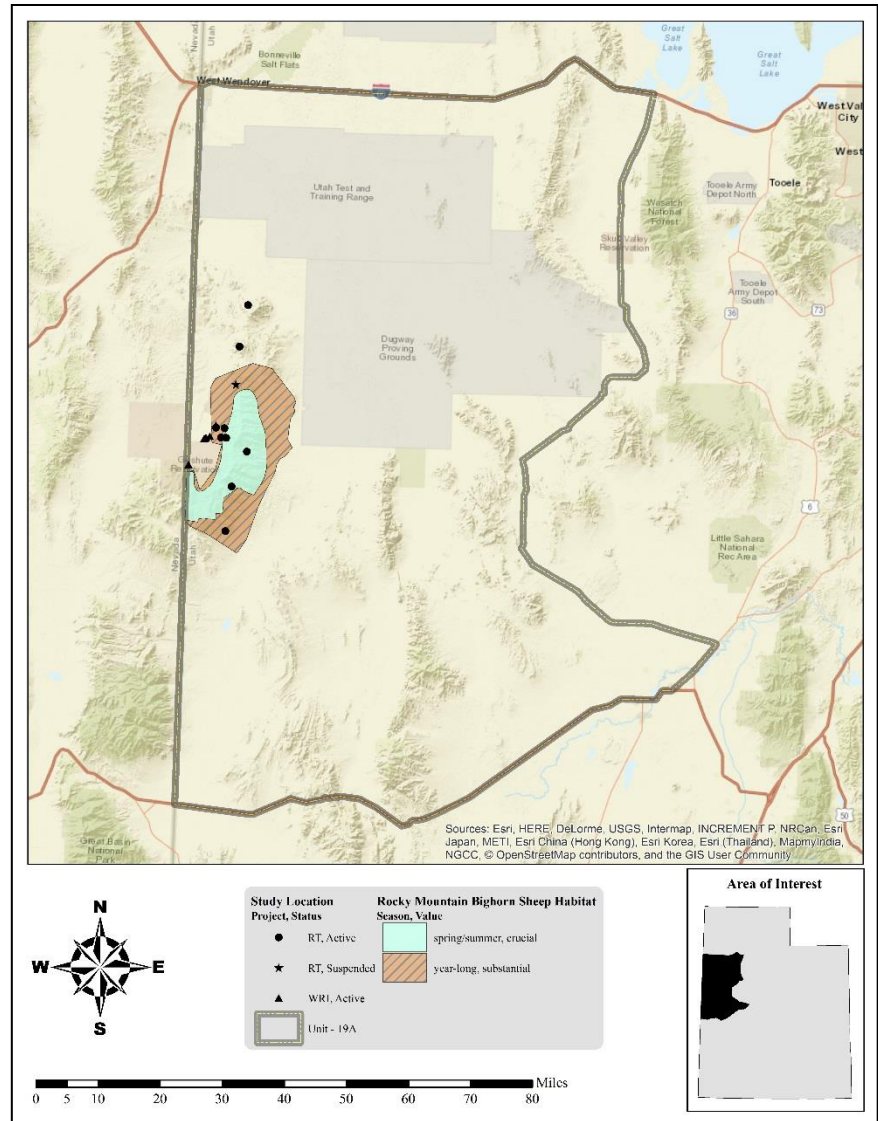 Great
Salt
Lake
Great
Salt
Lake
Nevada
Utah
Bonneville
Salt Flats
West Wendover
West Val
City
West
Utah Test and
Training Range
Tooele Army
Depot North
Tooele
Wasatch
National
Forest
Skull Valley
Reservation
Tooele
Army Depot
South
36
73
Dugway
Proving
Grounds
Goshute
Reservation
6
Little Sahara
National
Rec Area
Nevada
Utah
50
Great Basin
National
Park
Sources: Esri, HERE, DeLorme, USGS, Intermap, INCREMENT P, NRCan, Esri
Japan, METI, Esri China (Hong Kong), Esri Korea, Esri (Thailand), MapmyIndia,
NGCC, © OpenStreetMap contributors, and the GIS User Community
N
W E
S
Study Location
Project, Status
RT, Active
RT, Suspended
WRI, Active
Unit - 19A
Rocky Mountain Bighorn Sheep Habitat
Season, Value
spring/summer, crucial
year-long, substantial
Area of Interest
Miles
0 5 10 20 30 40 50 60 70 80